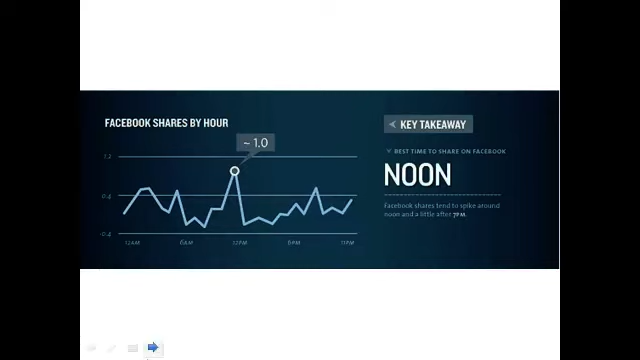 FACEBOOK SHARES BY HOUR
~ 1.0
1.2
0.4
-0.4
12AM 6AM 12PM 6PM 11PM
KEY TAKEAWAY
BEST TIME TO SHARE ON FACEBOOK
NOON
Facebook shares tend to spike around
noon and a little after 7PM.